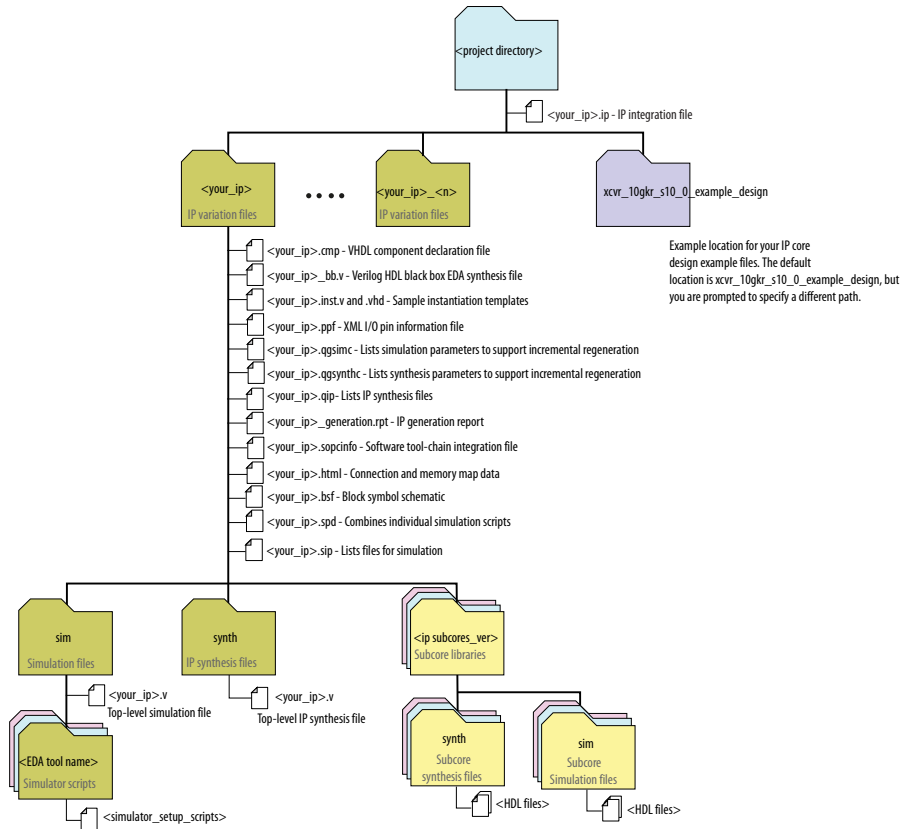 <project directory>
<your_ip>.ip - IP integration file
<your_ip>
IP variation files
<your_ip>_<n>
IP variation files
xcvr_10gkr_s10_0_example_design
Example location for your IP core
design example files. The default
location is xcvr_10gkr_s10_0_example_design, but
you are prompted to specify a different path.
<your_ip>.cmp - VHDL component declaration file
<your_ip>_bb.v - Verilog HDL black box EDA synthesis file
<your_ip>.inst.v and .vhd - Sample instantiation templates
<your_ip>.ppf - XML I/O pin information file
<your_ip>.qgsimc - Lists simulation parameters to support incremental regeneration
<your_ip>.qgsynthc - Lists synthesis parameters to support incremental regeneration
<your_ip>.qip- Lists IP synthesis files
<your_ip>_generation.rpt - IP generation report
<your_ip>.sopcinfo - Software tool-chain integration file
<your_ip>.html - Connection and memory map data
<your_ip>.bsf - Block symbol schematic
<your_ip>.spd - Combines individual simulation scripts
<your_ip>.sip - Lists files for simulation
sim
Simulation files
synth
IP synthesis files
<ip subcores_ver>
Subcore libraries
<your_ip>.v
Top-level simulation file
<your_ip>.v
Top-level IP synthesis file
<EDA tool name>
Simulator scripts
<simulator_setup_scripts>
synth
Subcore
synthesis files
<HDL files>
sim
Subcore
Simulation files
<HDL files>